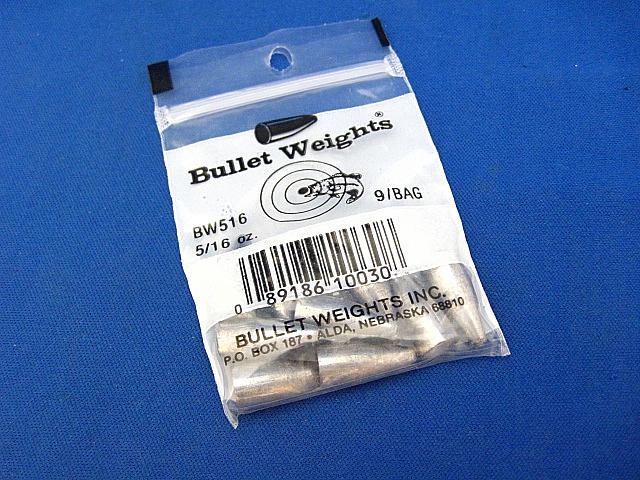 Bullet Weights®
BW516
5/16 oz.
9/BAG
0 89186 10030
BULLET WEIGHTS INC.
P.O. BOX 187 • ALDA, NEBRASKA 68810